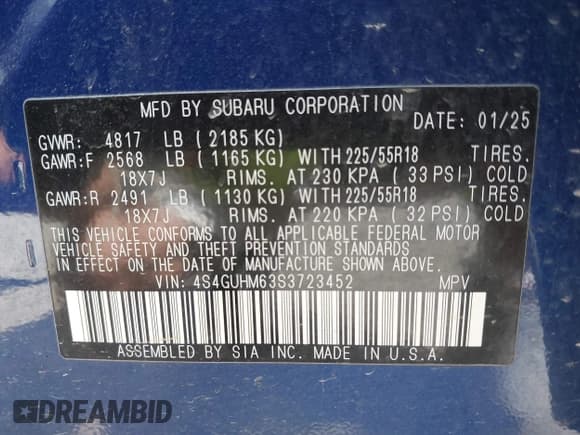 MFD BY SUBARU CORPORATION
DATE: 01/25
GVWR: 4817 LB ( 2185 KG)
GAWR:F 2568 LB ( 1165 KG) WITH 225/55R18 TIRES.
18X7J RIMS. AT 230 KPA ( 33 PSI) COLD
GAWR:R 2491 LB ( 1130 KG) WITH 225/55R18 TIRES.
18X7J RIMS. AT 220 KPA ( 32 PSI) COLD
THIS VEHICLE CONFORMS TO ALL APPLICABLE FEDERAL MOTOR
VEHICLE SAFETY AND THEFT PREVENTION STANDARDS
IN EFFECT ON THE DATE OF MANUFACTURE SHOWN ABOVE.
VIN: 4S4GUHM63S3723452 MPV
ASSEMBLED BY SIA INC. MADE IN U.S.A.
DREAMBID